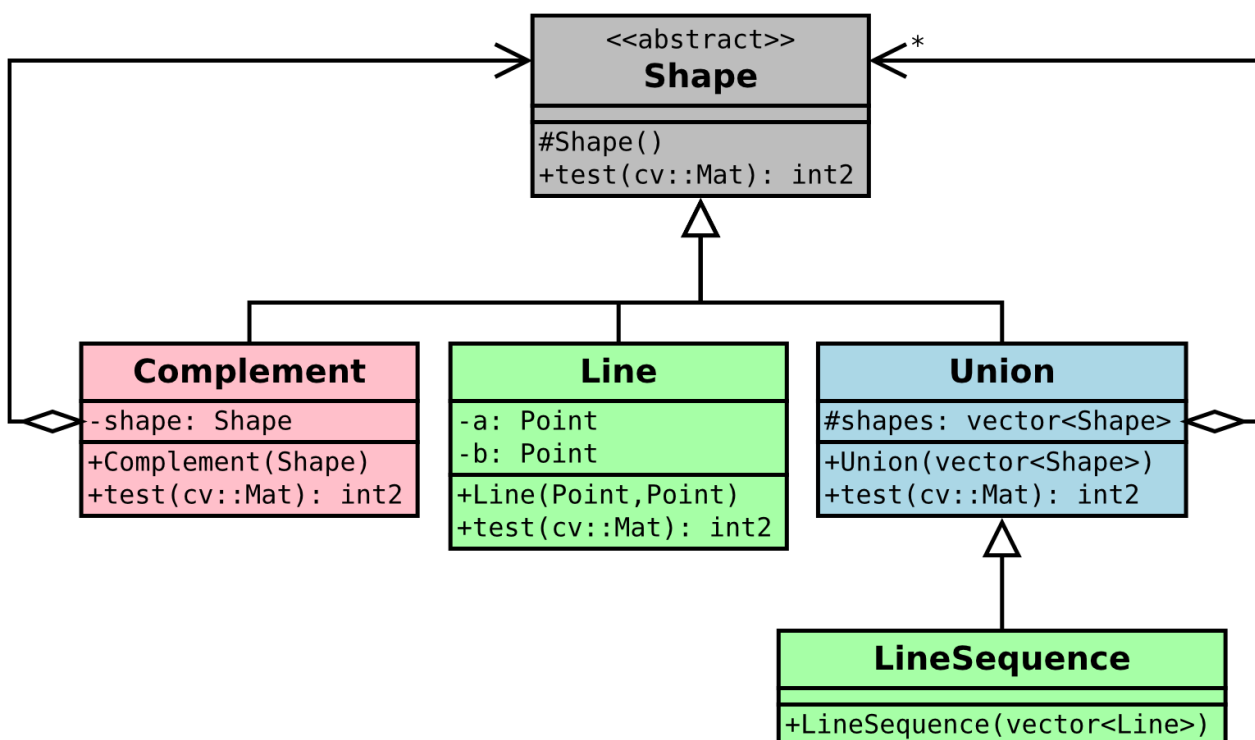 <<abstract>>
Shape
*
#Shape()
+test(cv::Mat): int2
Complement
-shape: Shape
+Complement(Shape)
+test(cv::Mat): int2
Line
-a: Point
-b: Point
+Line(Point,Point)
+test(cv::Mat): int2
Union
#shapes: vector<Shape>
+Union(vector<Shape>)
+test(cv::Mat): int2
LineSequence
+LineSequence(vector<Line>)